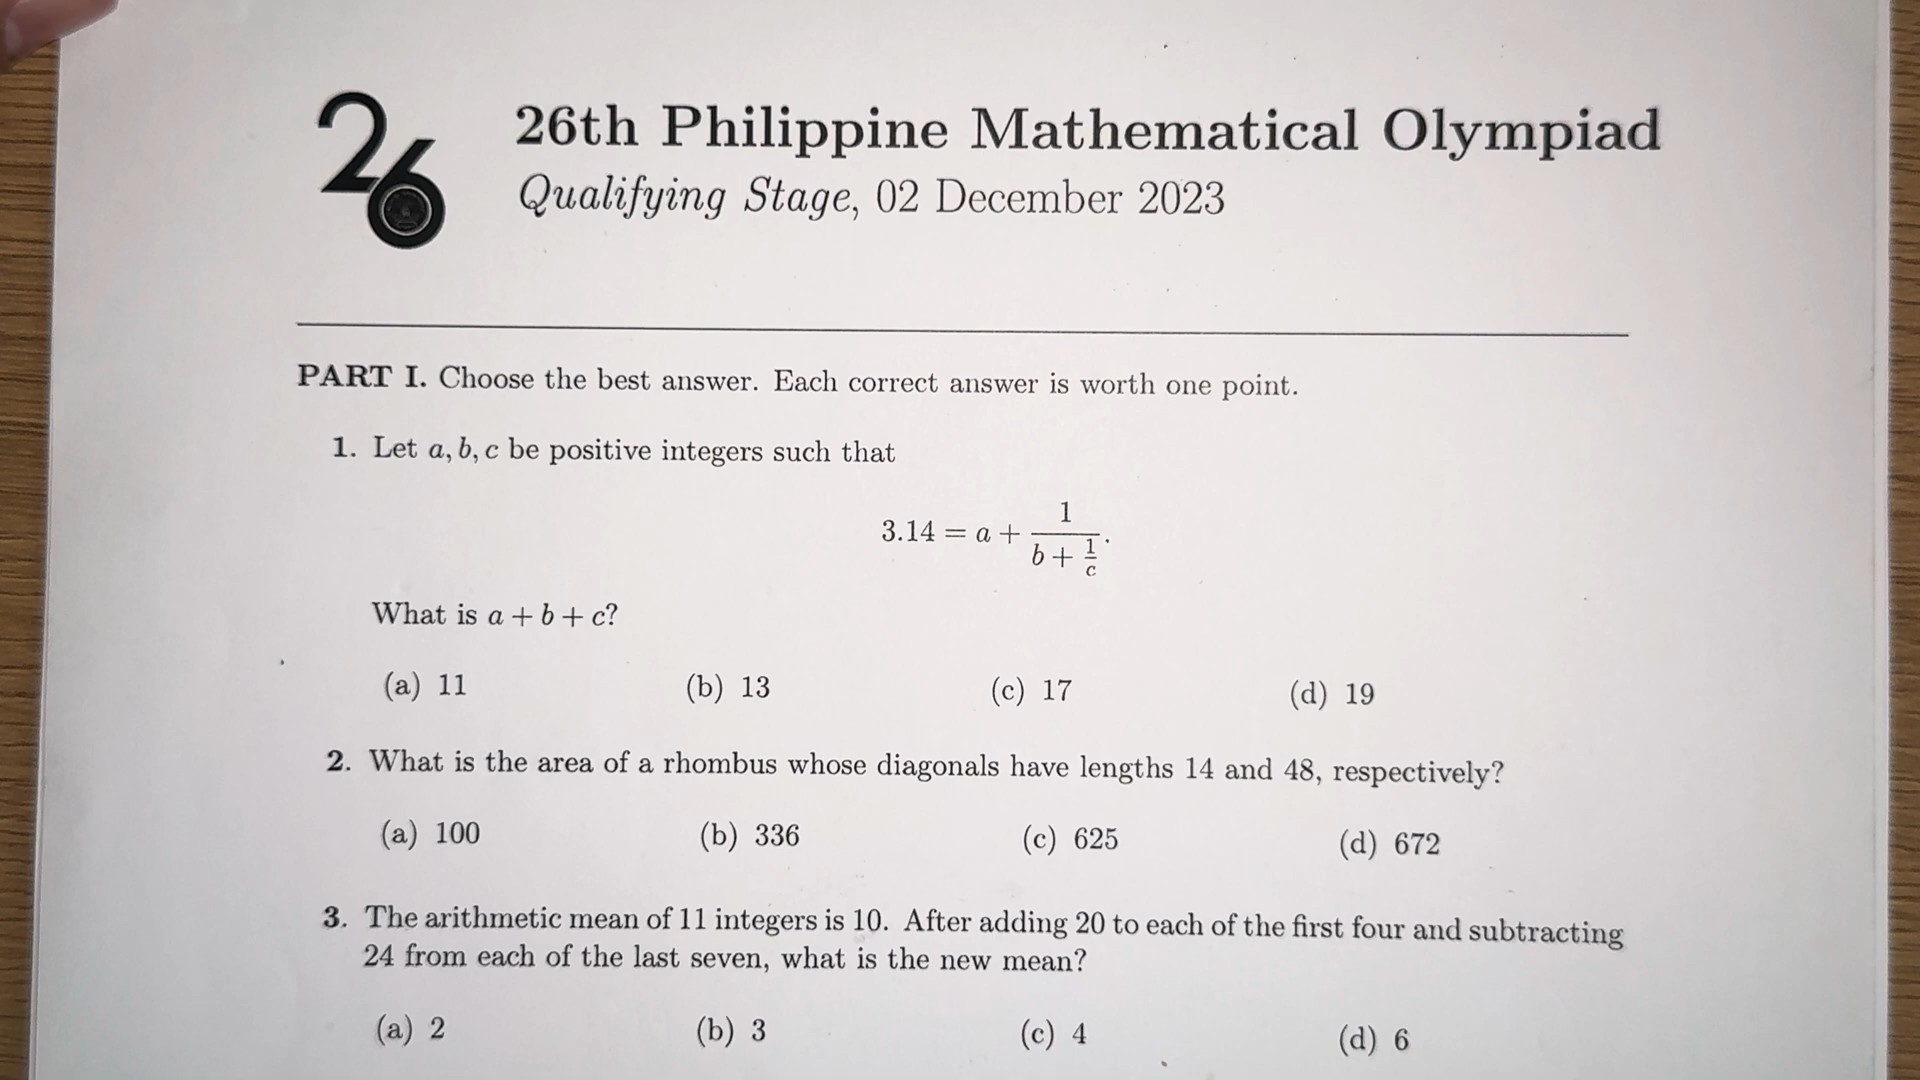 26
26th Philippine Mathematical Olympiad
Qualifying Stage, 02 December 2023
PART I. Choose the best answer. Each correct answer is worth one point.
1. Let a, b, c be positive integers such that
3.14 = a + 1/(b + 1/c).
What is a + b + c?
(a) 11 (b) 13 (c) 17 (d) 19
2. What is the area of a rhombus whose diagonals have lengths 14 and 48, respectively?
(a) 100 (b) 336 (c) 625 (d) 672
3. The arithmetic mean of 11 integers is 10. After adding 20 to each of the first four and subtracting
24 from each of the last seven, what is the new mean?
(a) 2 (b) 3 (c) 4 (d) 6